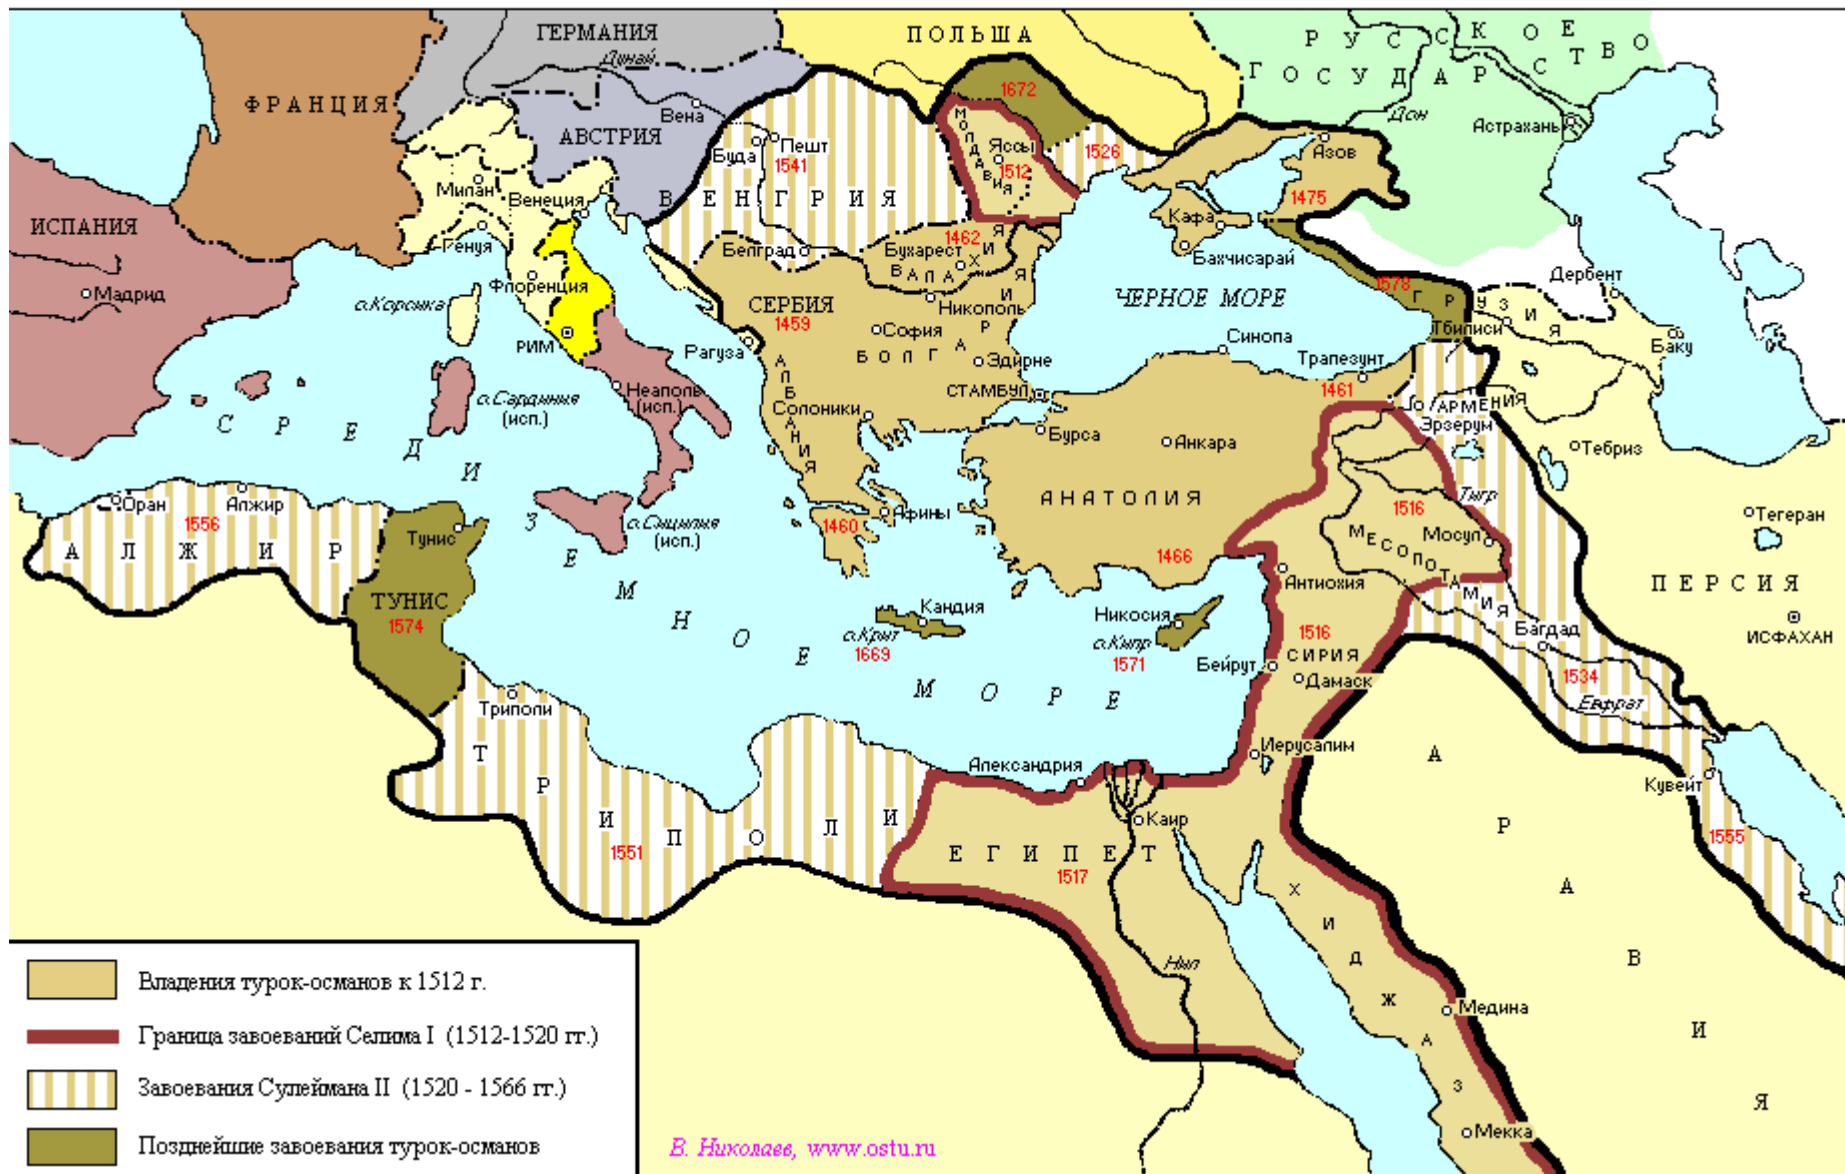 ГЕРМАНИЯ
Дунай
ПОЛЬША
РУССКОЕ
ГОСУДАРСТВО
ФРАНЦИЯ
1672
Дон
Астрахань
Вена
АВСТРИЯ
МОЛДАВИЯ
Яссы
1512
1526
Азов
Буда
Пешт
1541
Милан
Венеция
ВЕНГРИЯ
1475
ИСПАНИЯ
Генуя
Кафа
Белград
1462
Бухарест
ВАЛАХИЯ
Бахчисарай
Дербент
Мадрид
о.Корсика
Флоренция
СЕРБИЯ
1459
Никополь
ЧЕРНОЕ МОРЕ
1578
ГРУЗИЯ
РИМ
Рагуза
София
БОЛГАРИЯ
Синопа
Тбилиси
Баку
Эдирне
Трапезунт
АЛБАНИЯ
СТАМБУЛ
1461
о.Сардиния
(исп.)
Неаполь
(исп.)
Солоники
АРМЕНИЯ
Эрзерум
СРЕДИЗЕМНОЕ МОРЕ
Бурса
Анкара
Тебриз
Оран
Алжир
АНАТОЛИЯ
Тигр
1556
АЛЖИР
Тунис
о.Сицилия
(исп.)
1460
Афины
1516
Мосул
Тегеран
1466
МЕСОПОТАМИЯ
Антиохия
ПЕРСИЯ
ТУНИС
1574
Кандия
о.Крит
1669
Никосия
о.Кипр
1571
1516
СИРИЯ
Багдад
ИСФАХАН
Бейрут
Дамаск
1534
Евфрат
Триполи
Иерусалим
Александрия
Кувейт
АРАВИЯ
ТРИПОЛИ
1551
Каир
ЕГИПЕТ
1517
1555
ХИДЖАЗ
Нил
Медина
Мекка
Владения турок-османов к 1512 г.
Граница завоеваний Селима I (1512-1520 гг.)
Завоевания Сулеймана II (1520 - 1566 гг.)
Позднейшие завоевания турок-османов
В. Николаев, www.ostu.ru